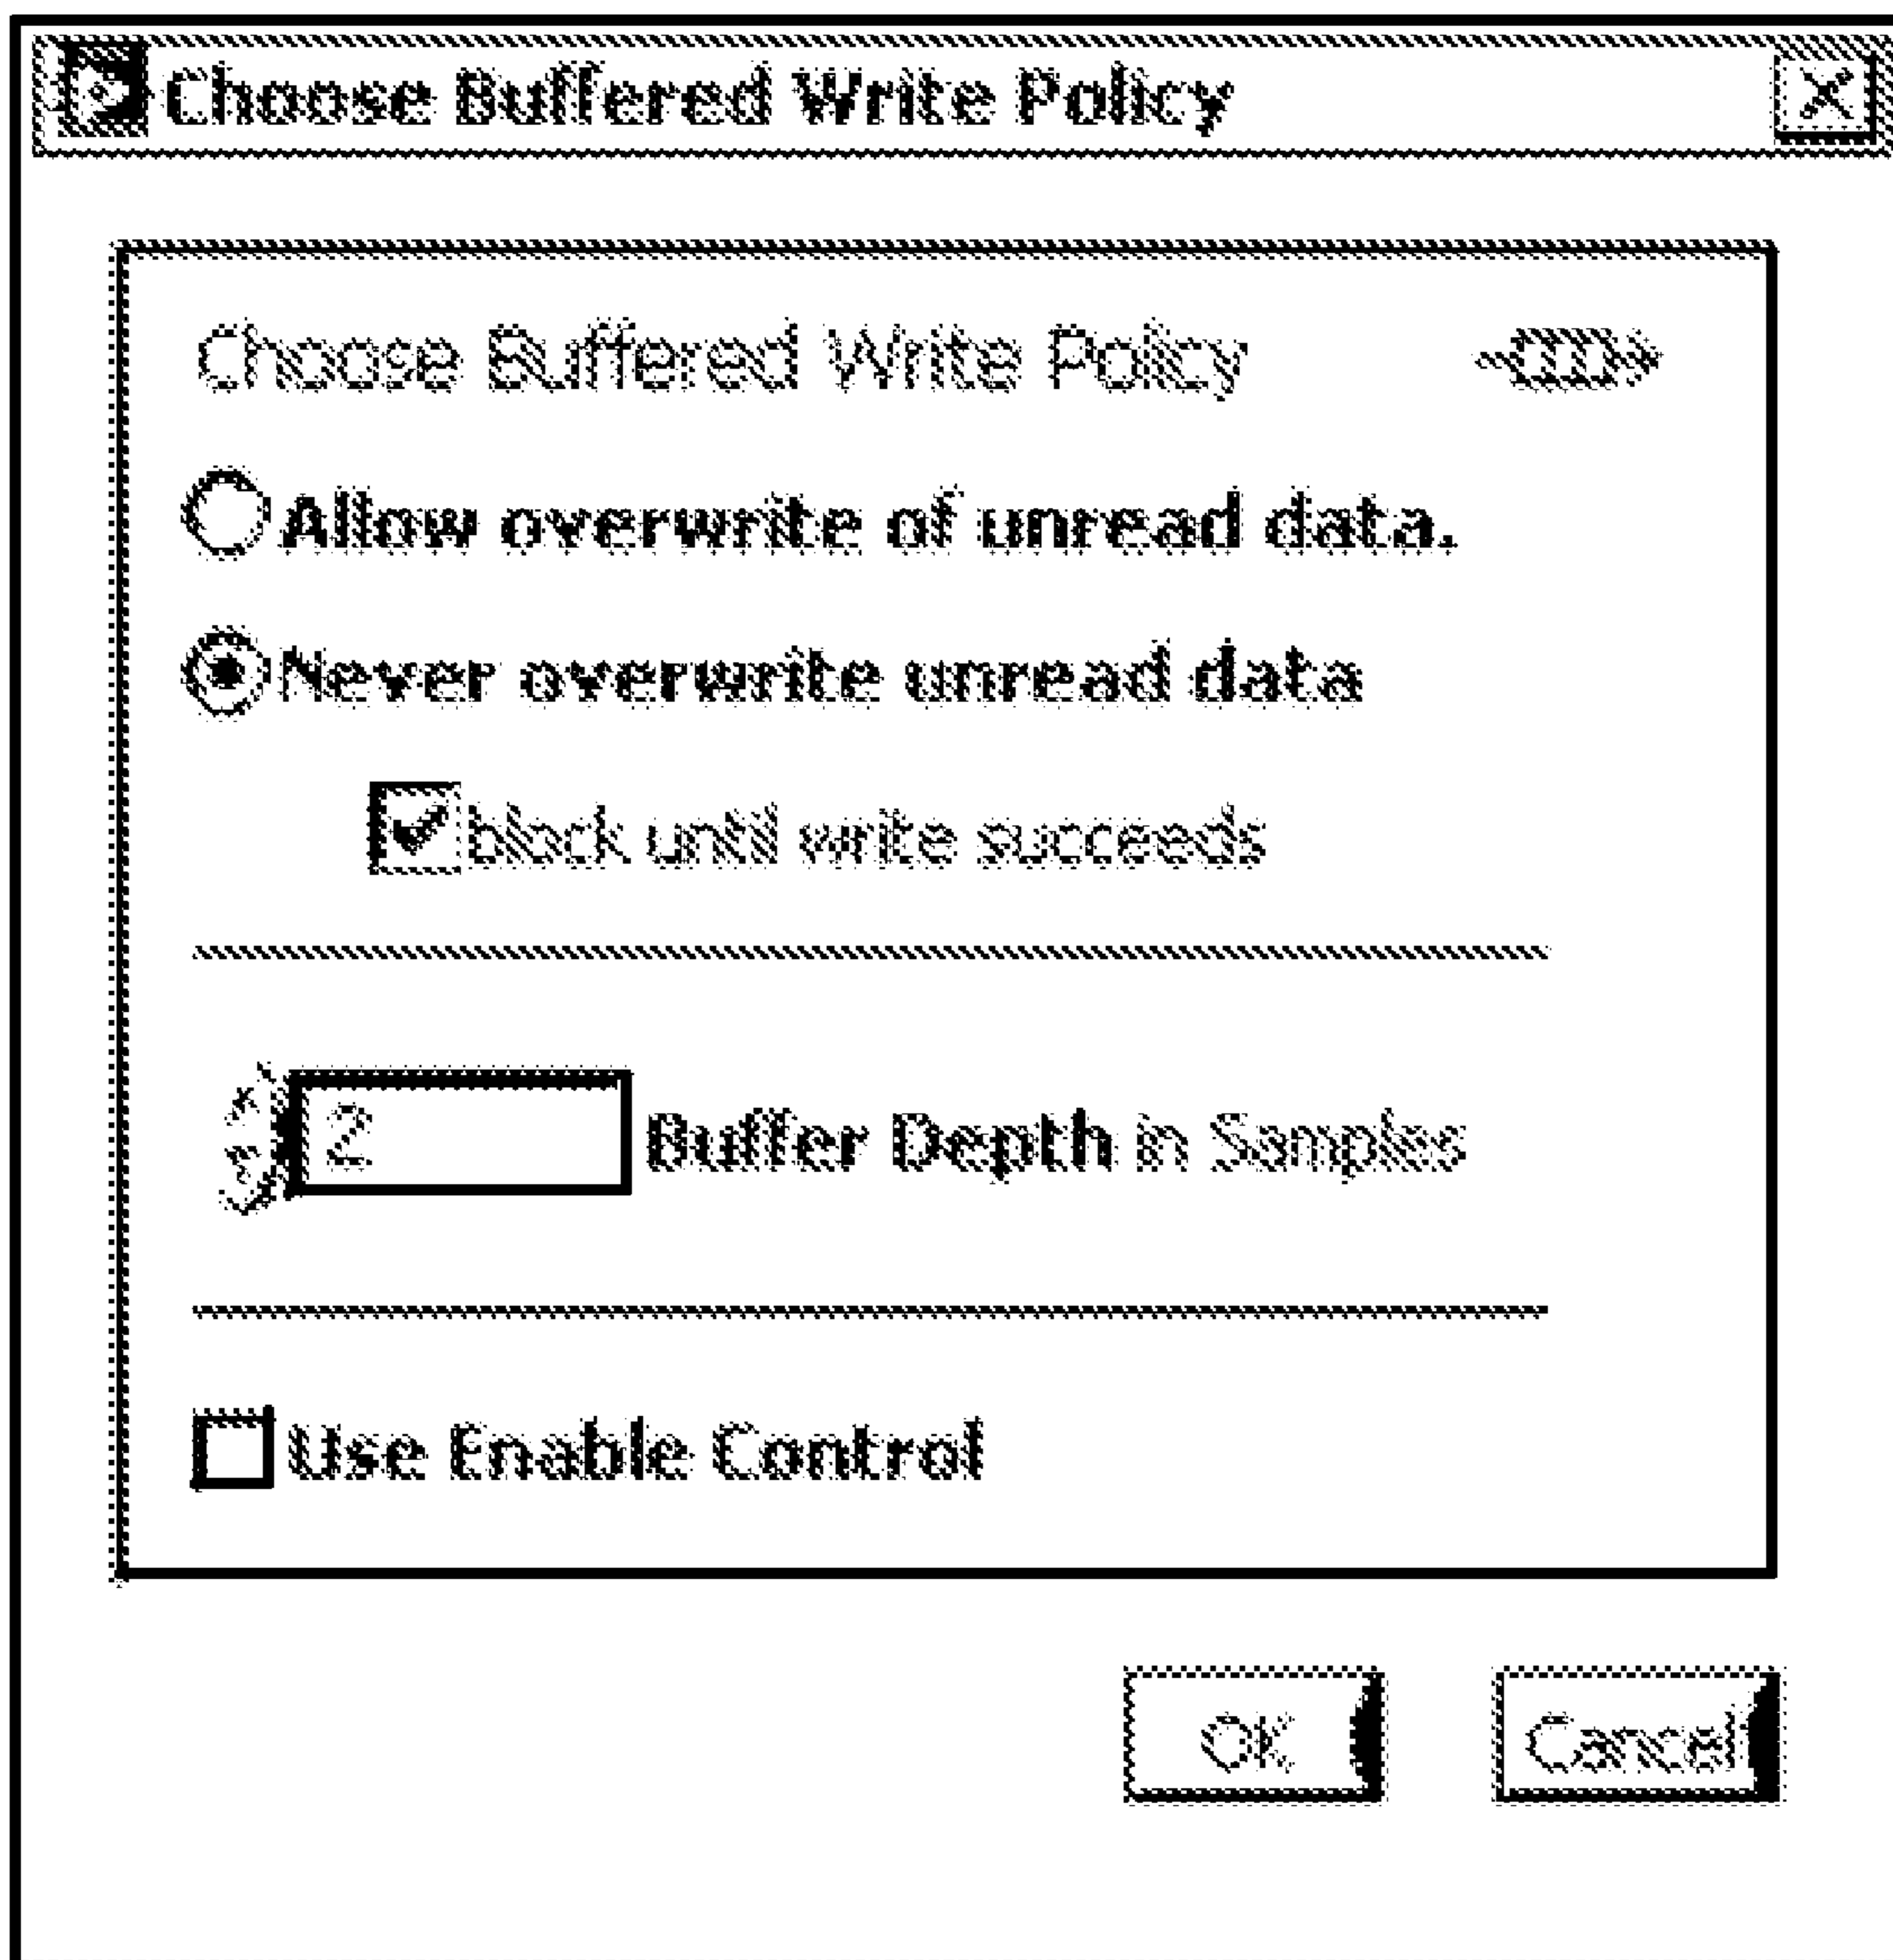 Choose Buffered Write Policy
Choose Buffered Write Policy
Allow overwrite of unread data.
Never overwrite unread data
block until write succeeds
2 Buffer Depth in Samples
Use Enable Control
OK Cancel